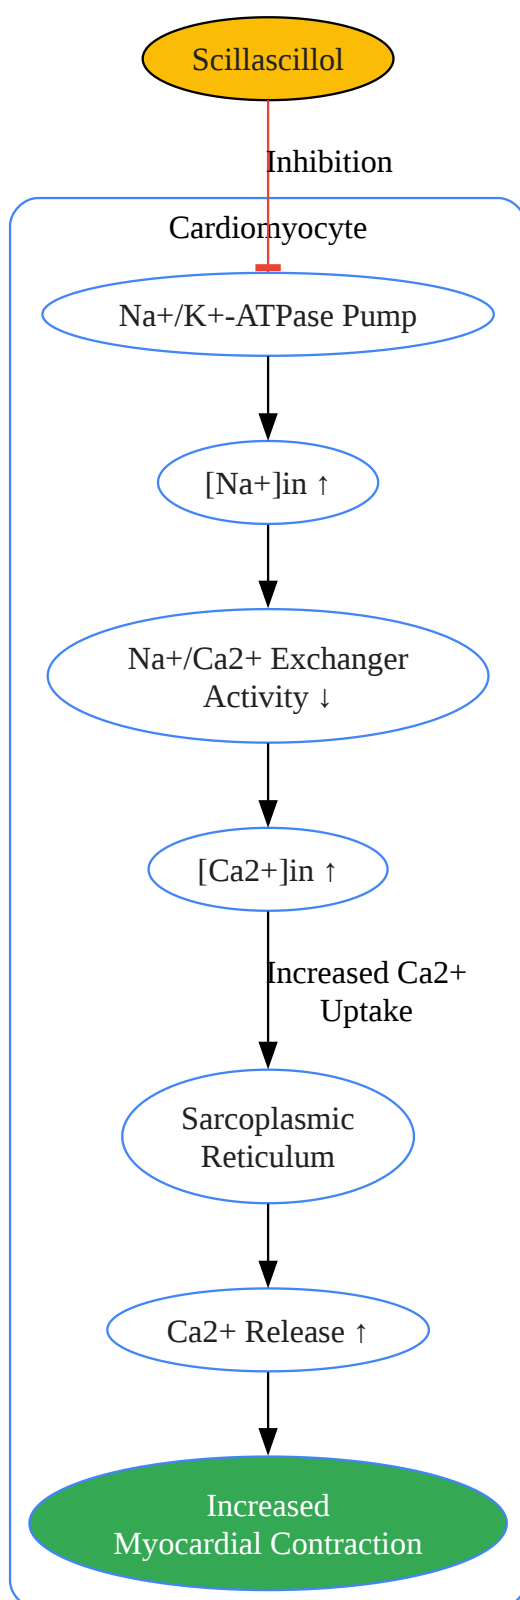 Scillascillol
Inhibition
Cardiomyocyte
Na+/K+-ATPase Pump
[Na+]in ↑
Na+/Ca2+ Exchanger
Activity ↓
[Ca2+]in ↑
Increased Ca2+
Uptake
Sarcoplasmic
Reticulum
Ca2+ Release ↑
Increased
Myocardial Contraction